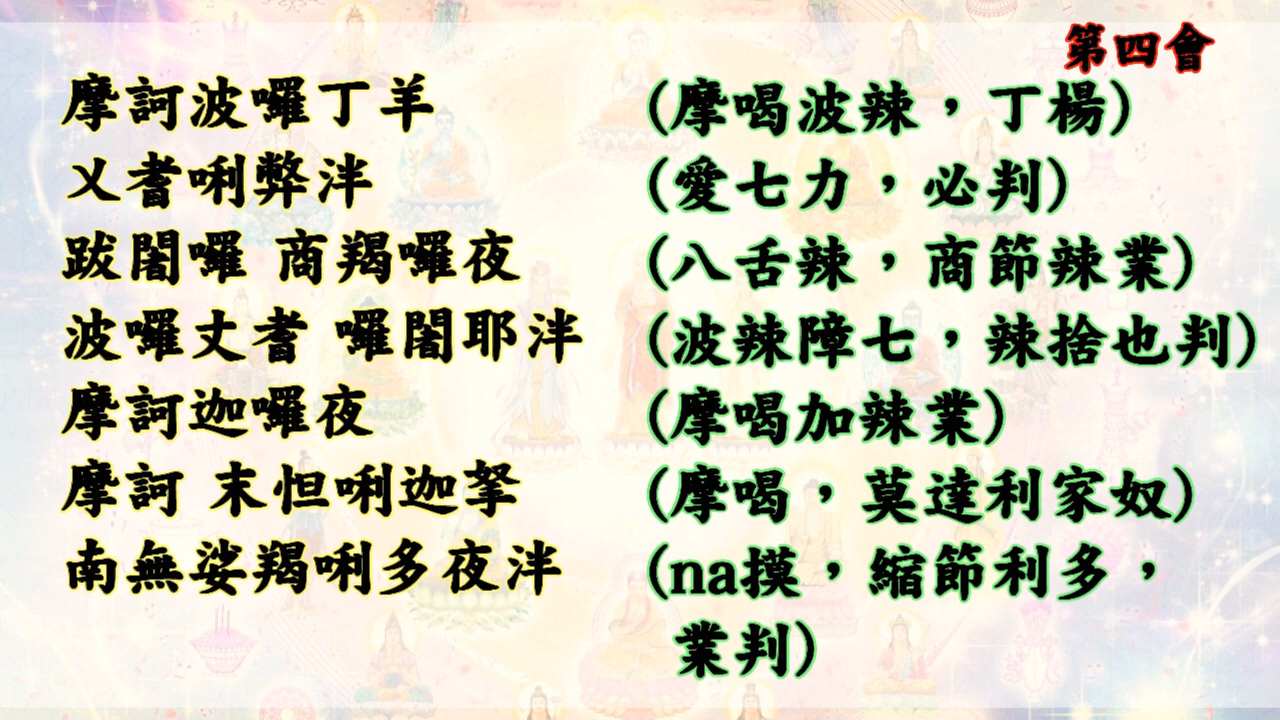 第四會
摩訶波囉丁羊 (摩喝波辣，丁楊)
乂耆唎弊泮 (愛七力，必判)
跋闍囉 商羯囉夜 (八舌辣，商節辣業)
波囉丈耆 囉闍耶泮 (波辣障七，辣捨也判)
摩訶迦囉夜 (摩喝加辣業)
摩訶 末怛唎迦拏 (摩喝，莫達利家奴)
南無娑羯唎多夜泮 (na摸，縮節利多，
業判)